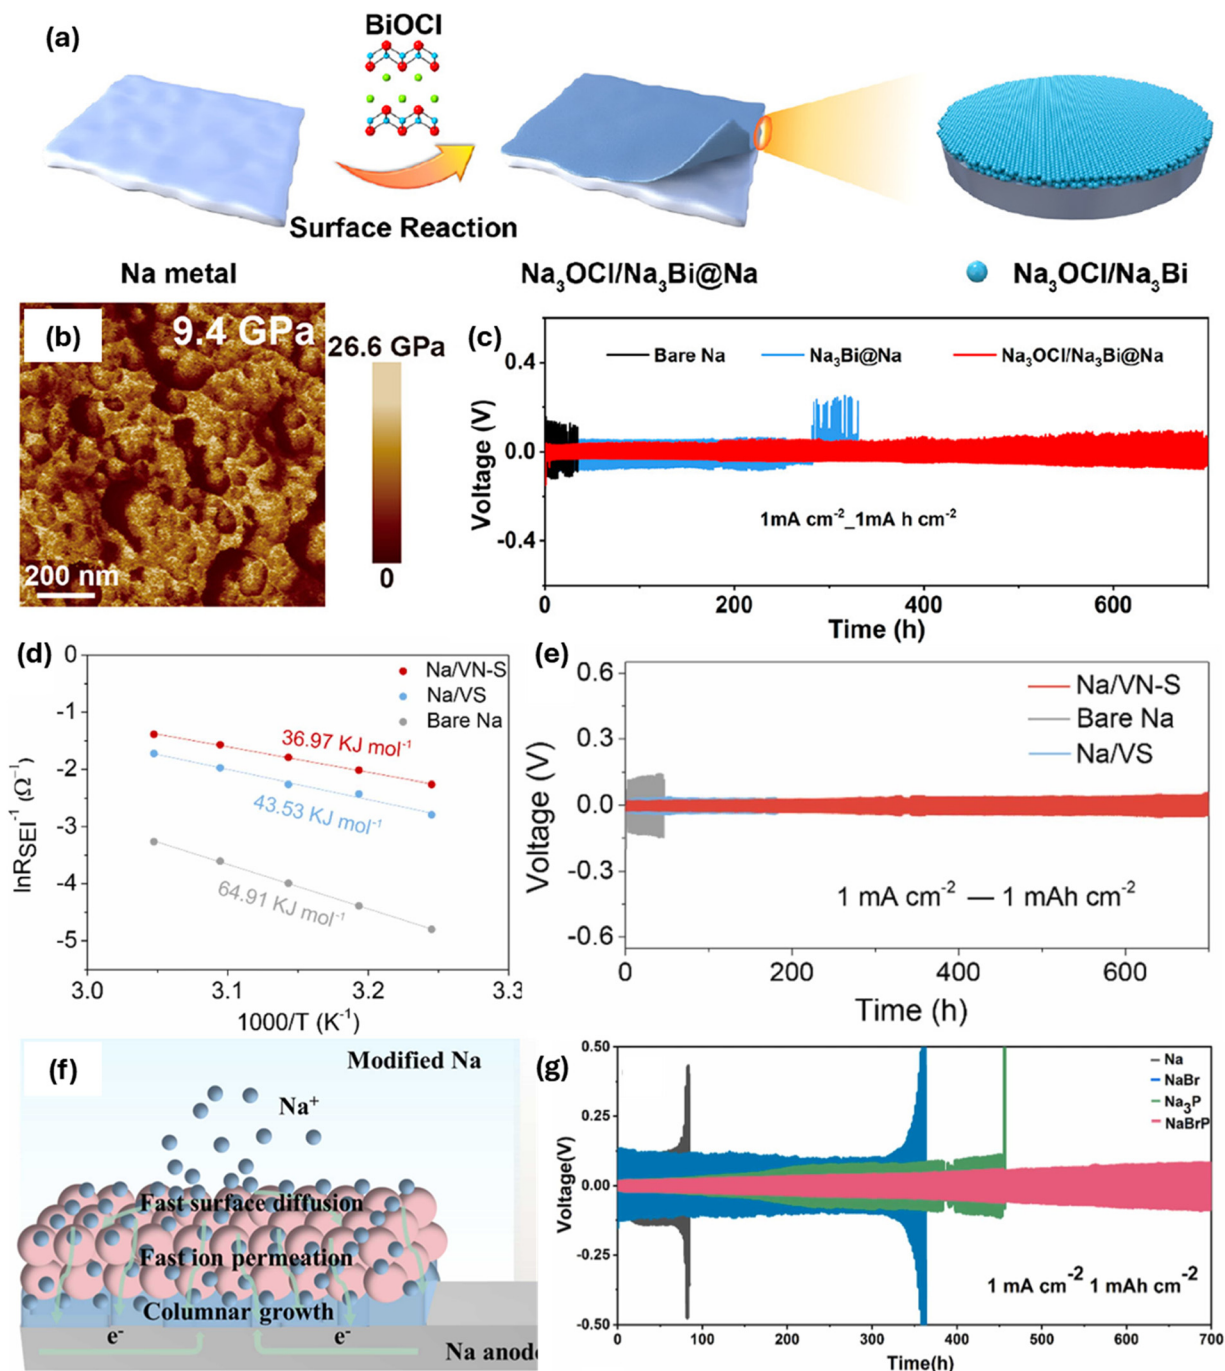 (a)
BiOCl
Surface Reaction
Na metal
Na₃OCl/Na₃Bi@Na
Na₃OCl/Na₃Bi
(b)
9.4 GPa
26.6 GPa
0
200 nm
(c)
Bare Na
Na₃Bi@Na
Na₃OCl/Na₃Bi@Na
0.4
0.0
-0.4
Voltage (V)
1mA cm⁻²_1mA h cm⁻²
0 200 400 600
Time (h)
(d)
Na/VN-S
Na/VS
Bare Na
36.97 KJ mol⁻¹
43.53 KJ mol⁻¹
64.91 KJ mol⁻¹
0
-1
-2
-3
-4
-5
lnR_SEI⁻¹ (Ω⁻¹)
3.0 3.1 3.2 3.3
1000/T (K⁻¹)
(e)
Na/VN-S
Bare Na
Na/VS
0.6
0.3
0.0
-0.3
-0.6
Voltage (V)
1 mA cm⁻² — 1 mAh cm⁻²
0 200 400 600
Time (h)
(f)
Modified Na
Na⁺
Fast surface diffusion
Fast ion permeation
Columnar growth
e⁻ e⁻
Na anode
(g)
Na
NaBr
Na₃P
NaBrP
0.50
0.25
0.00
-0.25
-0.50
Voltage(V)
1 mA cm⁻² 1 mAh cm⁻²
0 100 200 300 400 500 600 700
Time(h)